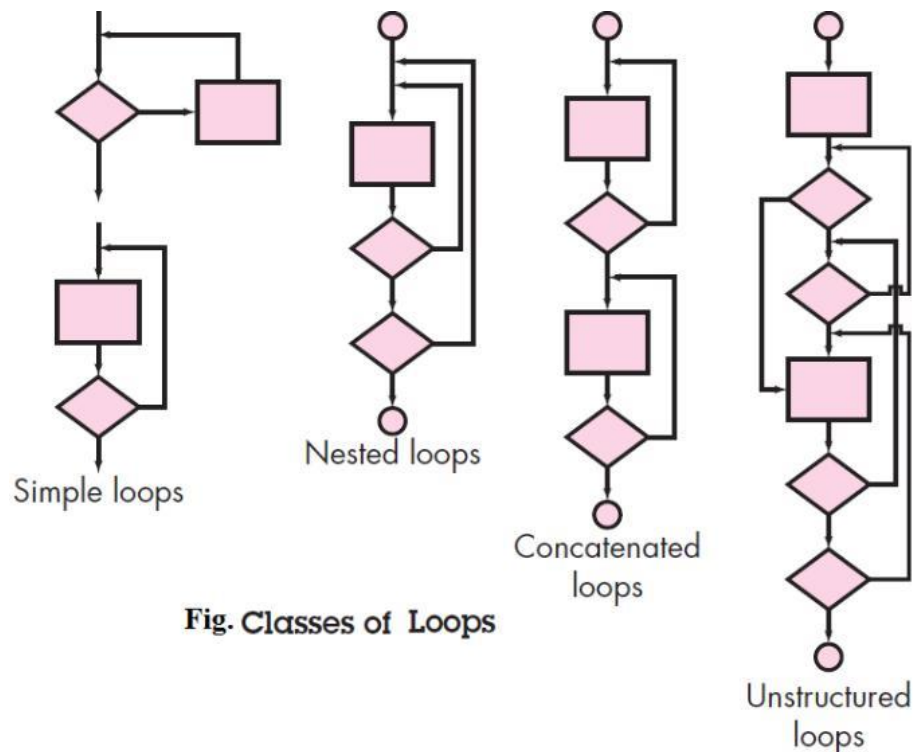 Simple loops
Nested loops
Concatenated
loops
Unstructured
loops
Fig. Classes of Loops